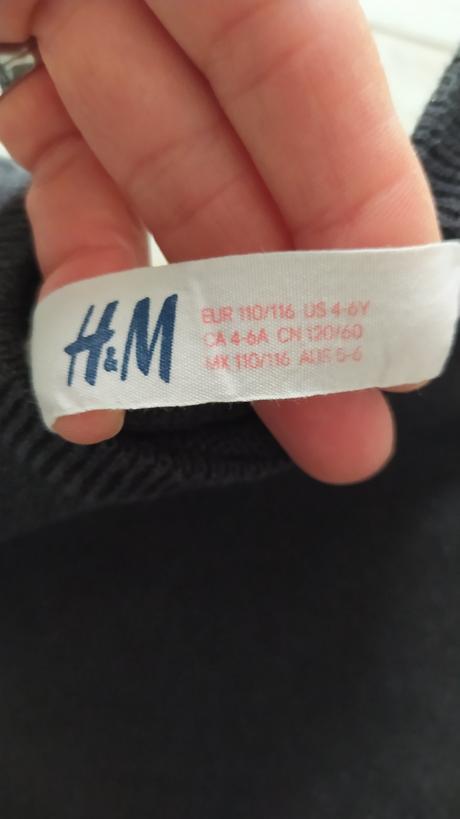 H&M
EUR 110/116 US 4-6Y
CA 4-6A CN 120/60
MX 110/116 AUS 5-6